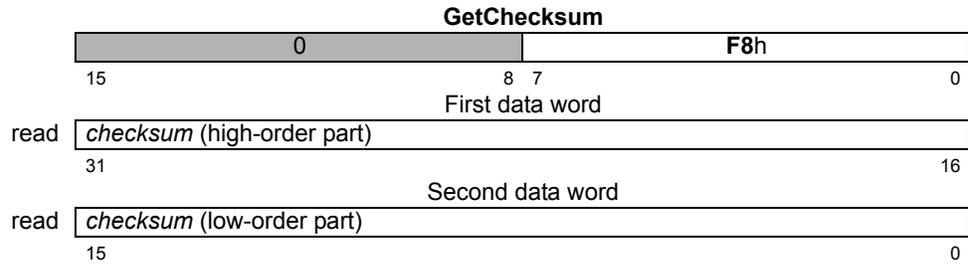 GetChecksum
0 F8h
15 8 7 0
First data word
read checksum (high-order part)
31 16
Second data word
read checksum (low-order part)
15 0